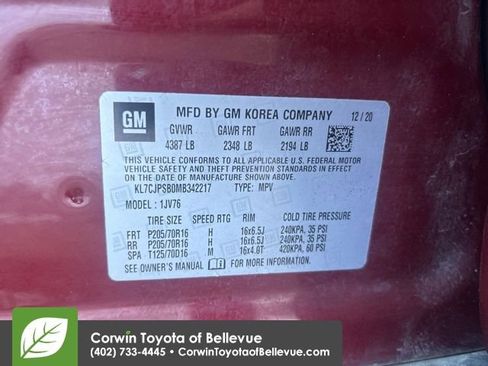 GM
MFD BY GM KOREA COMPANY 12 / 20
GVWR GAWR FRT GAWR RR
4387 LB 2348 LB 2194 LB
THIS VEHICLE CONFORMS TO ALL APPLICABLE U.S. FEDERAL MOTOR
VEHICLE SAFETY AND THEFT PREVENTION STANDARDS IN EFFECT
ON THE DATE OF MANUFACTURE SHOWN ABOVE.
KL7CJPSB0MB342217 TYPE: MPV
MODEL : 1JV76
TIRE SIZE SPEED RTG RIM COLD TIRE PRESSURE
FRT P205/70R16 H 16x6.5J 240KPA, 35 PSI
RR P205/70R16 H 16x6.5J 240KPA, 35 PSI
SPA T125/70D16 M 16x4.0T 420KPA, 60 PSI
SEE OWNER'S MANUAL FOR MORE INFORMATION.
Corwin Toyota of Bellevue
(402) 733-4445 • CorwinToyotaofBellevue.com